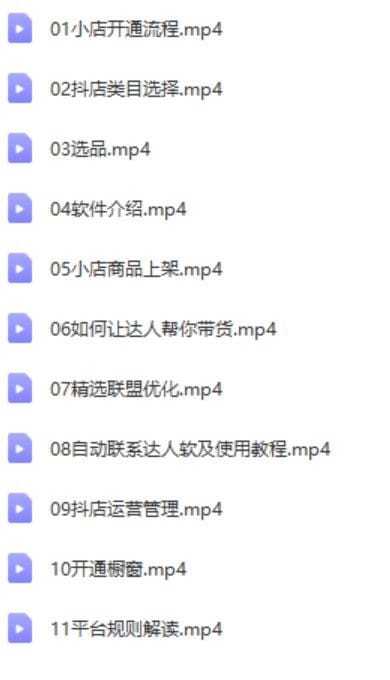 01小店开通流程.mp4
02抖店类目选择.mp4
03选品.mp4
04软件介绍.mp4
05小店商品上架.mp4
06如何让达人帮你带货.mp4
07精选联盟优化.mp4
08自动联系达人软及使用教程.mp4
09抖店运营管理.mp4
10开通橱窗.mp4
11平台规则解读.mp4